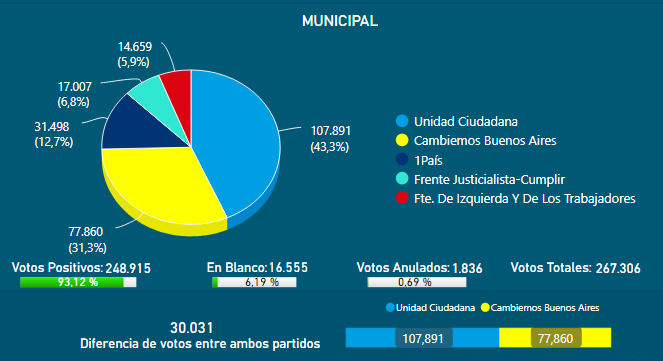 MUNICIPAL
14.659
(5,9%)
17.007
(6,8%)
31.498
(12,7%)
107.891
(43,3%)
77.860
(31,3%)
Unidad Ciudadana
Cambiemos Buenos Aires
1País
Frente Justicialista-Cumplir
Fte. De Izquierda Y De Los Trabajadores
Votos Positivos: 248.915
93,12 %
En Blanco: 16.555
6,19 %
Votos Anulados: 1.836
0,69 %
Votos Totales: 267.306
Unidad Ciudadana Cambiemos Buenos Aires
30.031
Diferencia de votos entre ambos partidos
107,891 77,860